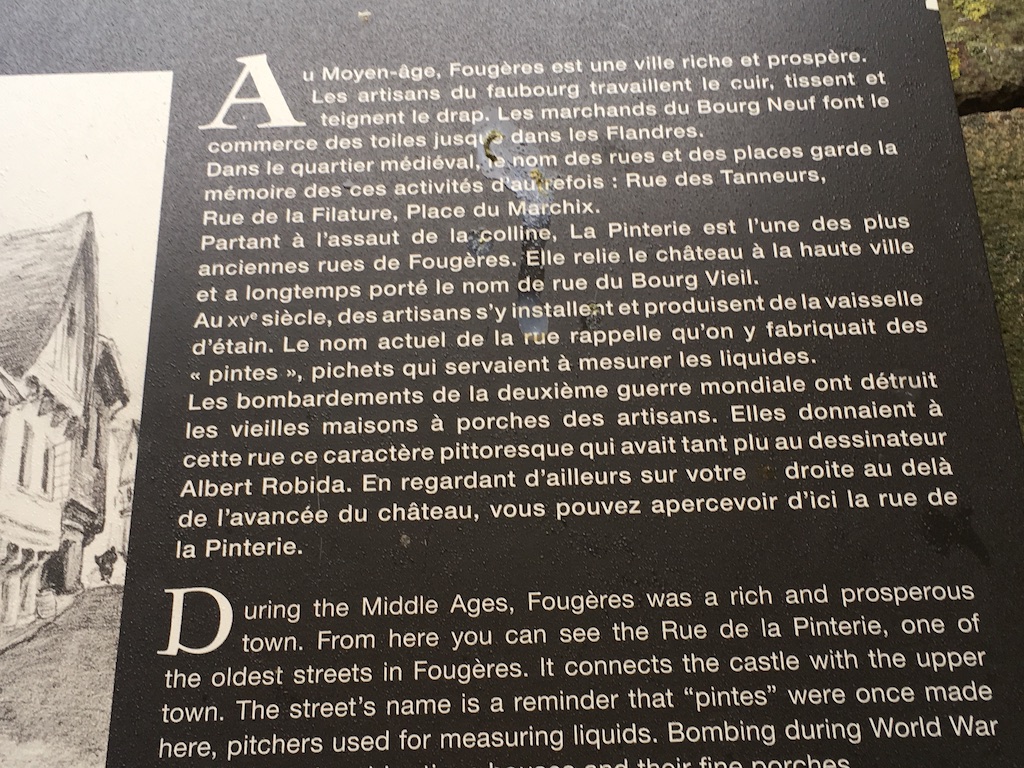 Au Moyen-âge, Fougères est une ville riche et prospère.
Les artisans du faubourg travaillent le cuir, tissent et
teignent le drap. Les marchands du Bourg Neuf font le
commerce des toiles jusque dans les Flandres.
Dans le quartier médiéval, le nom des rues et des places garde la
mémoire des ces activités d'autrefois : Rue des Tanneurs,
Rue de la Filature, Place du Marchix.
Partant à l'assaut de la colline, La Pinterie est l'une des plus
anciennes rues de Fougères. Elle relie le château à la haute ville
et a longtemps porté le nom de rue du Bourg Vieil.
Au XVe siècle, des artisans s'y installent et produisent de la vaisselle
d'étain. Le nom actuel de la rue rappelle qu'on y fabriquait des
« pintes », pichets qui servaient à mesurer les liquides.
Les bombardements de la deuxième guerre mondiale ont détruit
les vieilles maisons à porches des artisans. Elles donnaient à
cette rue ce caractère pittoresque qui avait tant plu au dessinateur
Albert Robida. En regardant d'ailleurs sur votre droite au delà
de l'avancée du château, vous pouvez apercevoir d'ici la rue de
la Pinterie.
During the Middle Ages, Fougères was a rich and prosperous
town. From here you can see the Rue de la Pinterie, one of
the oldest streets in Fougères. It connects the castle with the upper
town. The street's name is a reminder that “pintes” were once made
here, pitchers used for measuring liquids. Bombing during World War
houses and their fine porches.